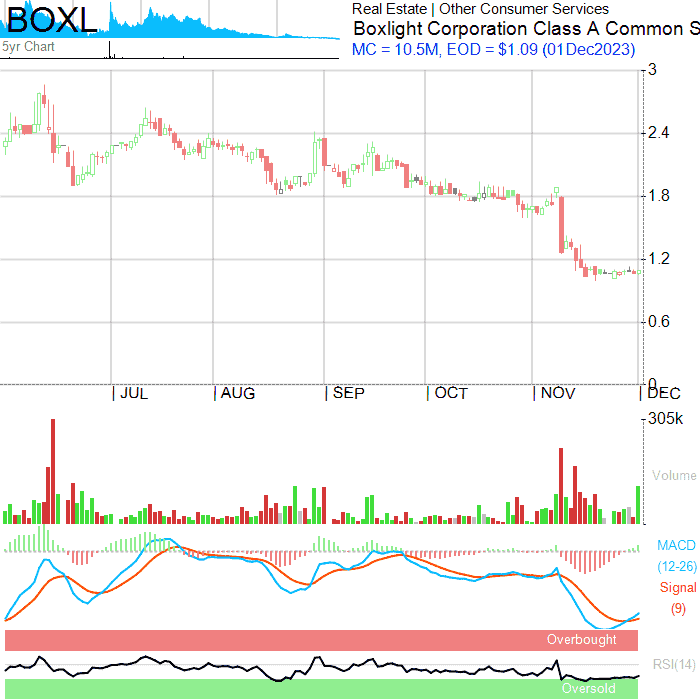 BOXL
5yr Chart
Real Estate | Other Consumer Services
Boxlight Corporation Class A Common S
MC = 10.5M, EOD = $1.09 (01Dec2023)
3
2.4
1.8
1.2
0.6
0
JUL AUG SEP OCT NOV DEC
305k
Volume
MACD
(12-26)
Signal
(9)
Overbought
RSI(14)
Oversold